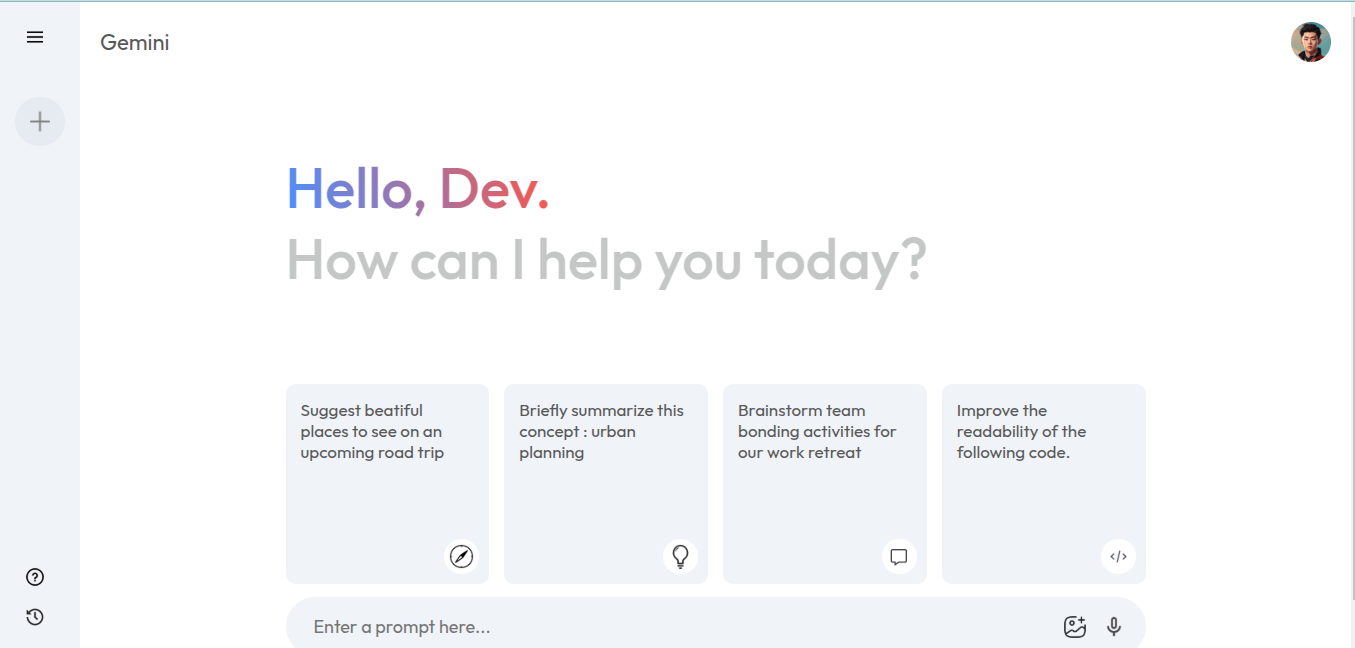 Gemini
Hello, Dev.
How can I help you today?
Suggest beatiful
places to see on an
upcoming road trip
Briefly summarize this
concept : urban
planning
Brainstorm team
bonding activities for
our work retreat
Improve the
readability of the
following code.
Enter a prompt here...